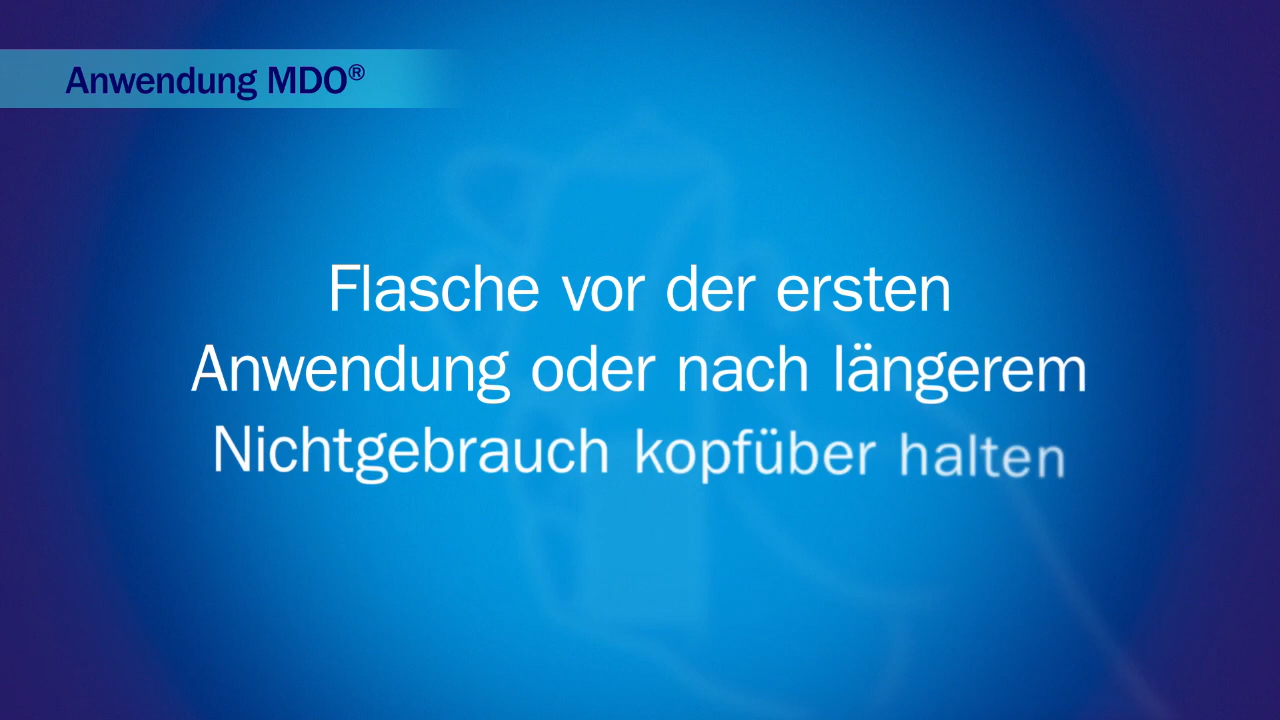 Anwendung MDO®
Flasche vor der ersten
Anwendung oder nach längerem
Nichtgebrauch kopfüber halten